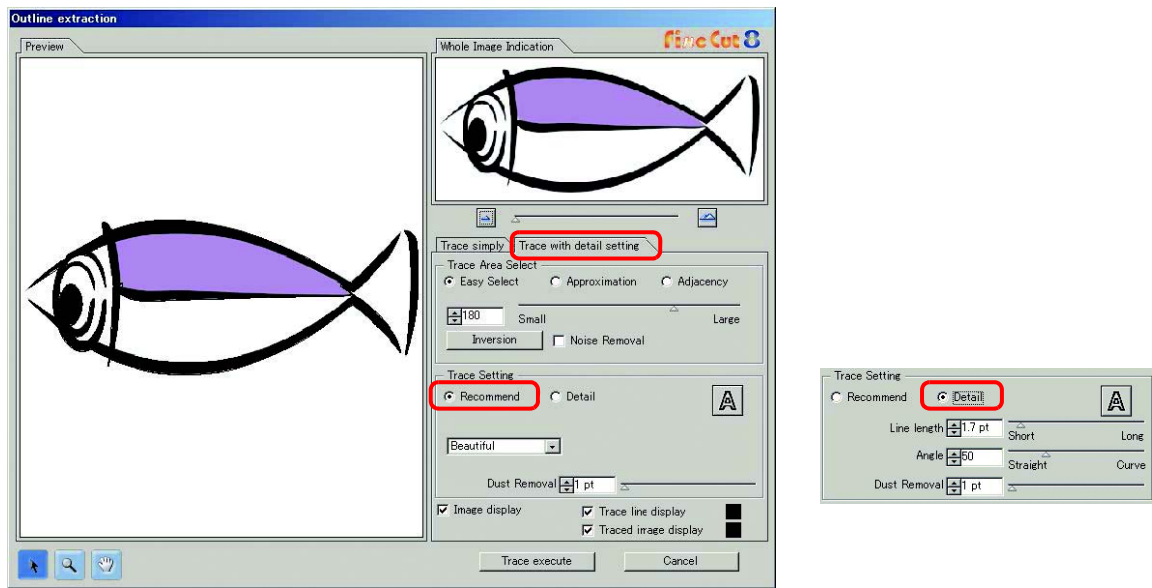 Outline extraction
Preview
Whole Image Indication
Fine Cut 8
Trace simply
Trace with detail setting
Trace Area Select
Easy Select
Approximation
Adjacency
180
Small
Large
Inversion
Noise Removal
Trace Setting
Recommend
Detail
A
Beautiful
Dust Removal
1 pt
Image display
Trace line display
Traced image display
Trace execute
Cancel
Trace Setting
Recommend
Detail
A
Line length
1.7 pt
Short
Long
Angle
50
Straight
Curve
Dust Removal
1 pt